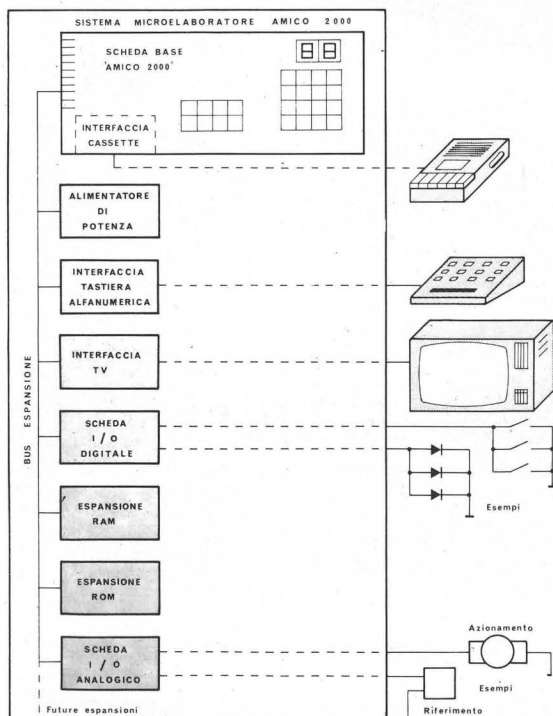 SISTEMA MICROELABORATORE AMICO 2000
SCHEDA BASE
'AMICO 2000'
INTERFACCIA
CASSETTE
ALIMENTATORE
DI
POTENZA
INTERFACCIA
TASTIERA
ALFANUMERICA
INTERFACCIA
TV
BUS ESPANSIONE
SCHEDA
I / O
DIGITALE
Esempi
ESPANSIONE
RAM
ESPANSIONE
ROM
SCHEDA
I / O
ANALOGICO
Azionamento
Esempi
Riferimento
Future espansioni